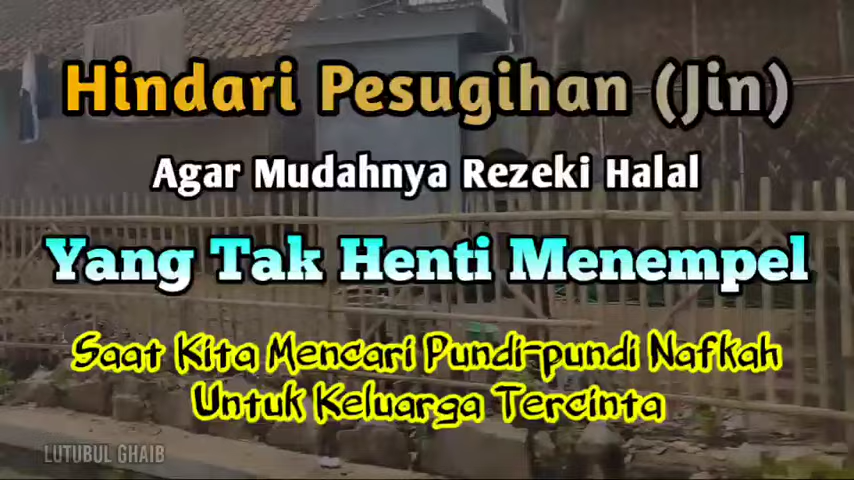 Hindari Pesugihan (Jin)
Agar Mudahnya Rezeki Halal
Yang Tak Henti Menempel
Saat Kita Mencari Pundi-pundi Nafkah
Untuk Keluarga Tercinta
LUTUBUL GHAIB